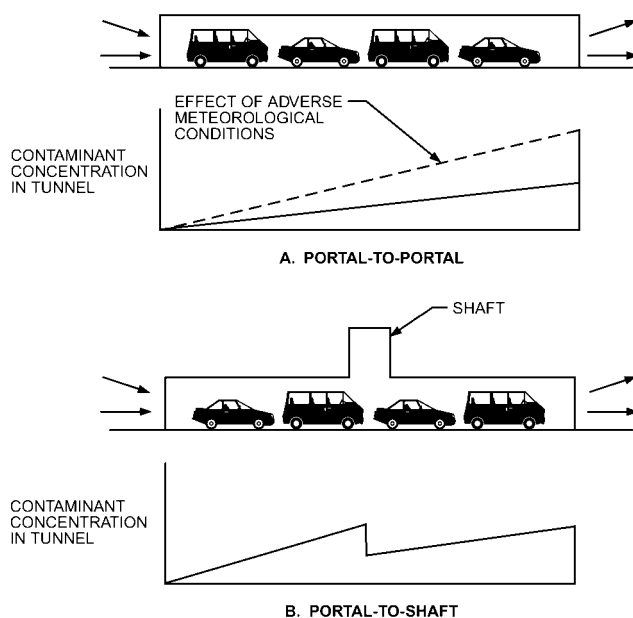 EFFECT OF ADVERSE
METEOROLOGICAL
CONDITIONS
CONTAMINANT
CONCENTRATION
IN TUNNEL
A. PORTAL-TO-PORTAL
SHAFT
CONTAMINANT
CONCENTRATION
IN TUNNEL
B. PORTAL-TO-SHAFT